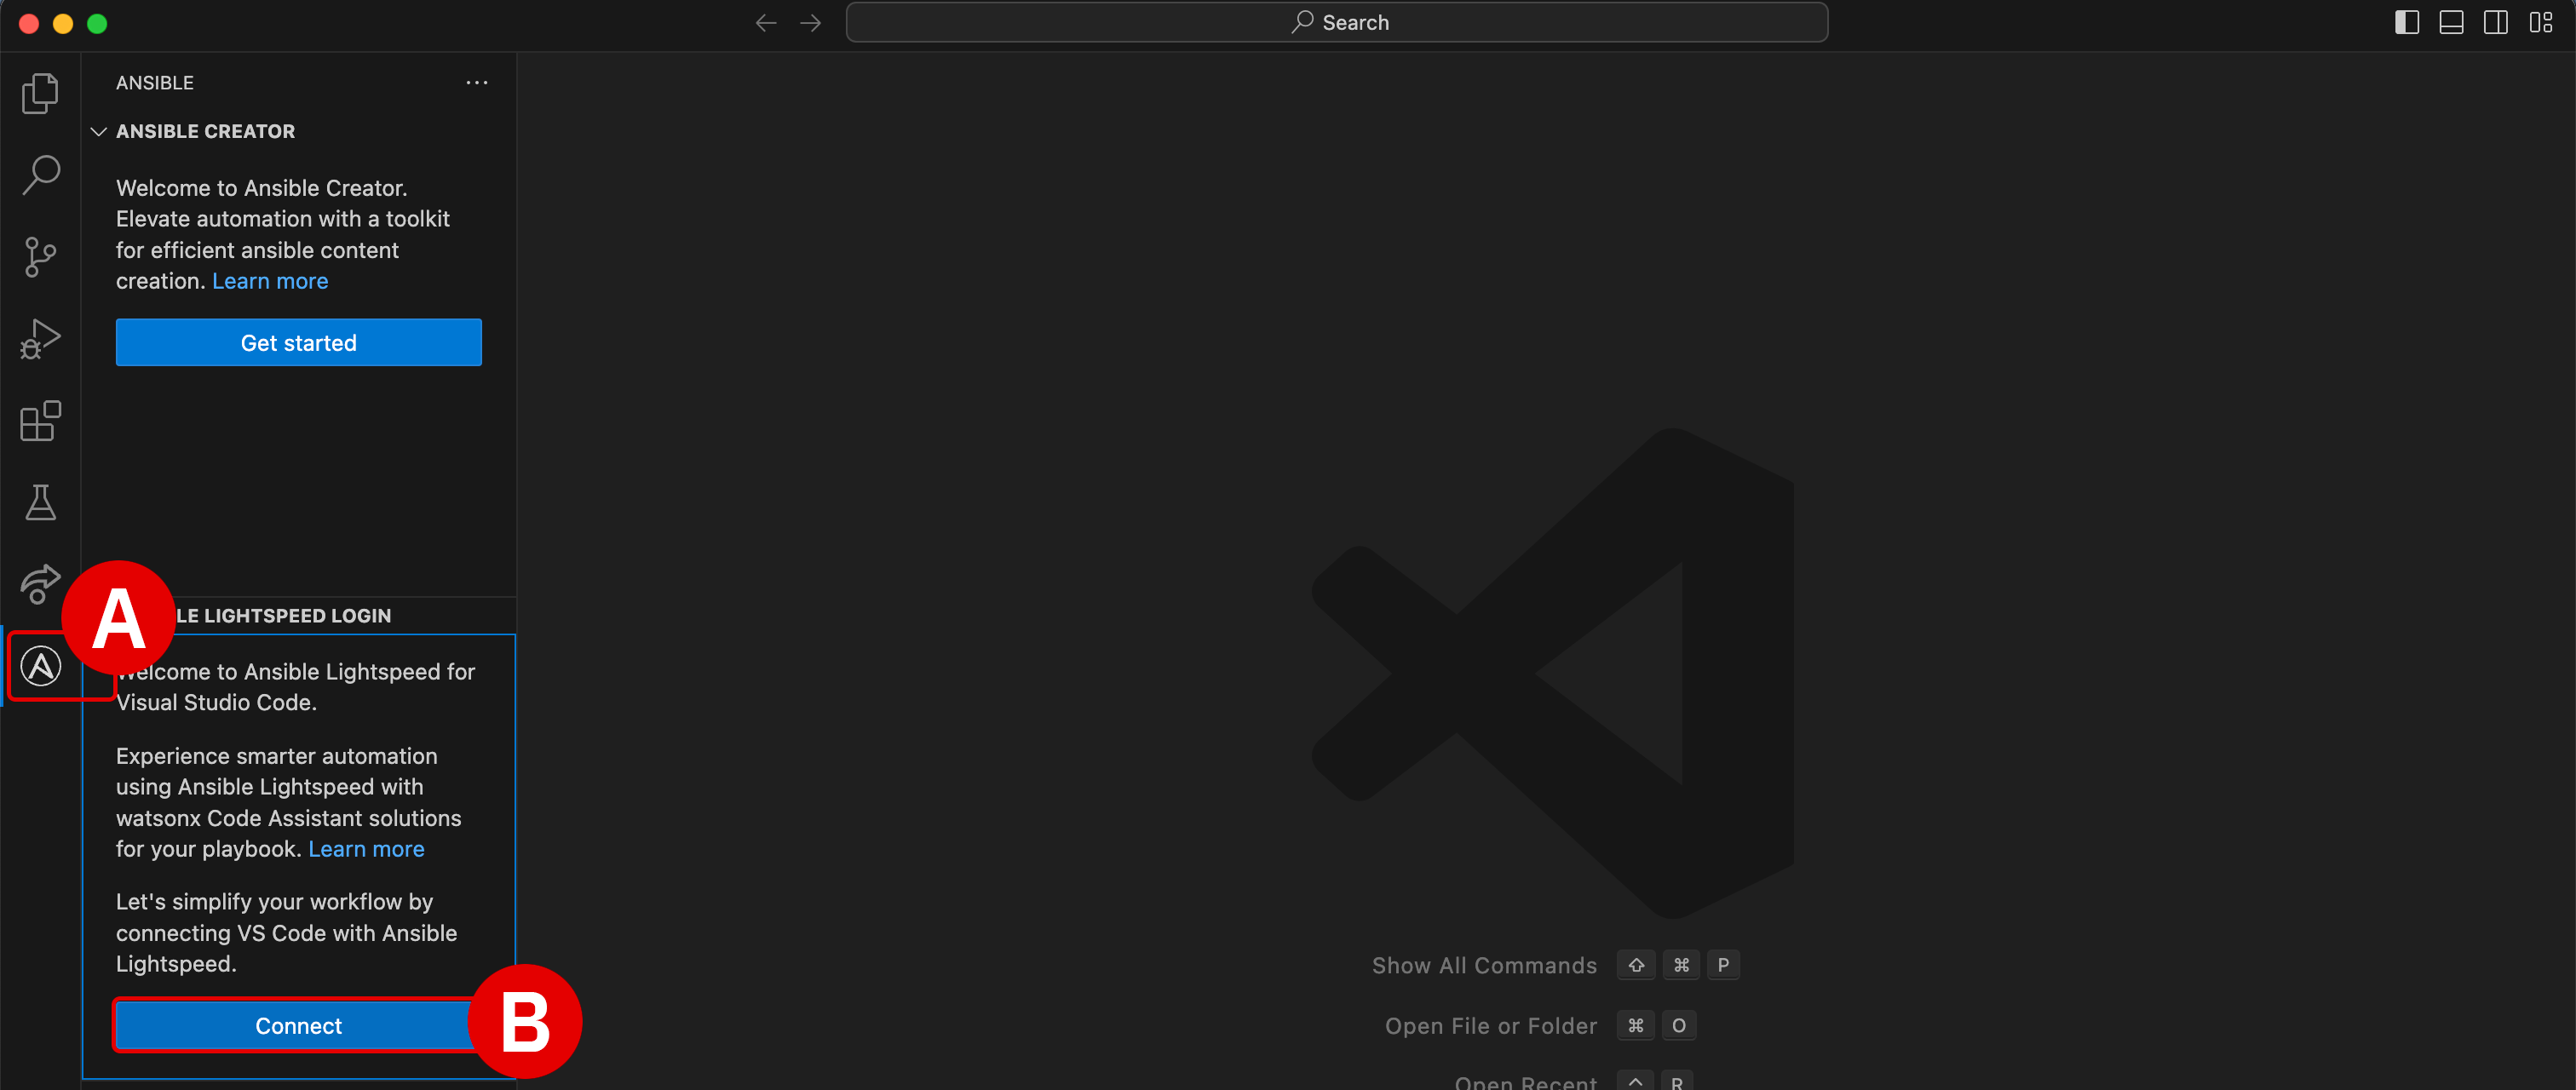 Search
ANSIBLE
ANSIBLE CREATOR
Welcome to Ansible Creator.
Elevate automation with a toolkit
for efficient ansible content
creation. Learn more
Get started
A
LE LIGHTSPEED LOGIN
Welcome to Ansible Lightspeed for
Visual Studio Code.
Experience smarter automation
using Ansible Lightspeed with
watsonx Code Assistant solutions
for your playbook. Learn more
Let's simplify your workflow by
connecting VS Code with Ansible
Lightspeed.
Connect
B
Show All Commands ⇧ ⌘ P
Open File or Folder ⌘ O
Open Recent ^ R